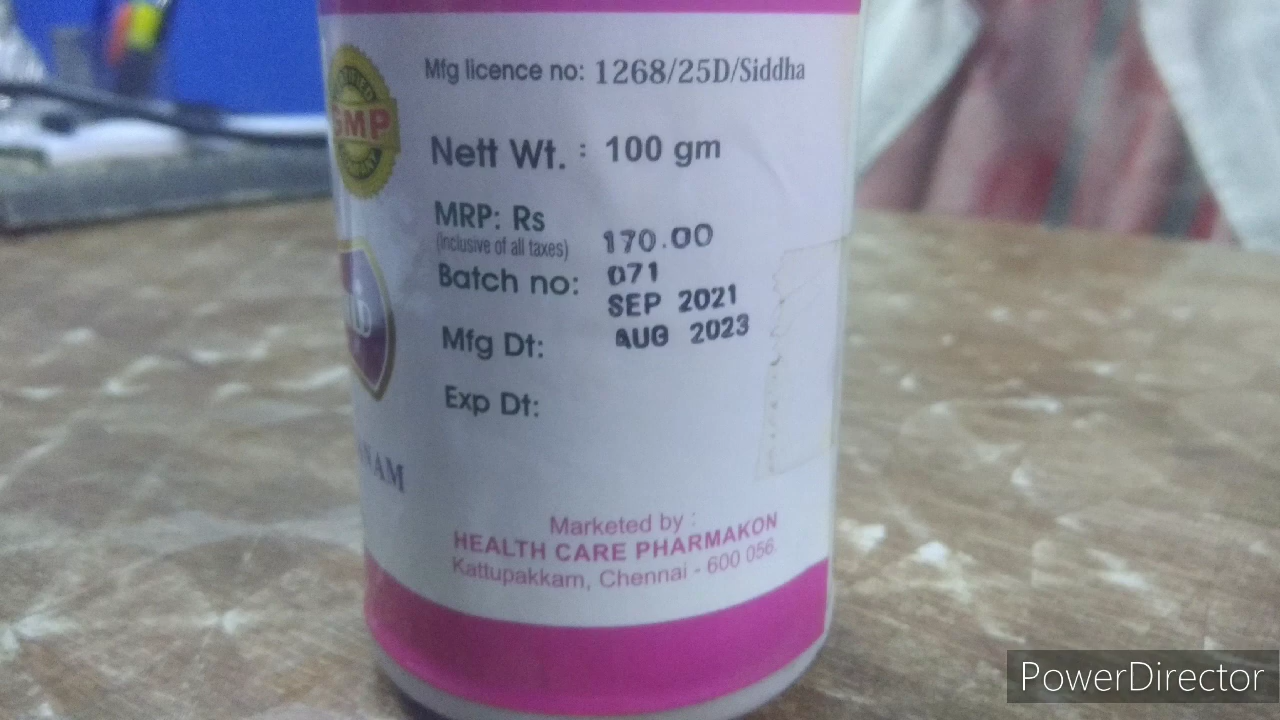 Mfg licence no: 1268/25D/Siddha
GMP
Nett Wt. : 100 gm
MRP: Rs
(Inclusive of all taxes) 170.00
Batch no: 071
SEP 2021
Mfg Dt: AUG 2023
Exp Dt:
NAM
Marketed by :
HEALTH CARE PHARMAKON
Kattupakkam, Chennai - 600 056.
PowerDirector